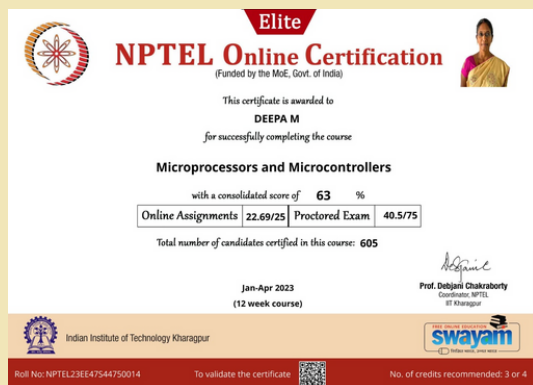 Elite
NPTEL Online Certification
(Funded by the MoE, Govt. of India)
This certificate is awarded to
DEEPA M
for successfully completing the course
Microprocessors and Microcontrollers
with a consolidated score of 63 %
Online Assignments 22.69/25 Proctored Exam 40.5/75
Total number of candidates certified in this course: 605
Jan-Apr 2023
(12 week course)
Prof. Debjani Chakraborty
Coordinator, NPTEL
IIT Kharagpur
Indian Institute of Technology Kharagpur
FREE ONLINE EDUCATION
swayam
Roll No: NPTEL23EE47S44750014
To validate the certificate
No. of credits recommended: 3 or 4